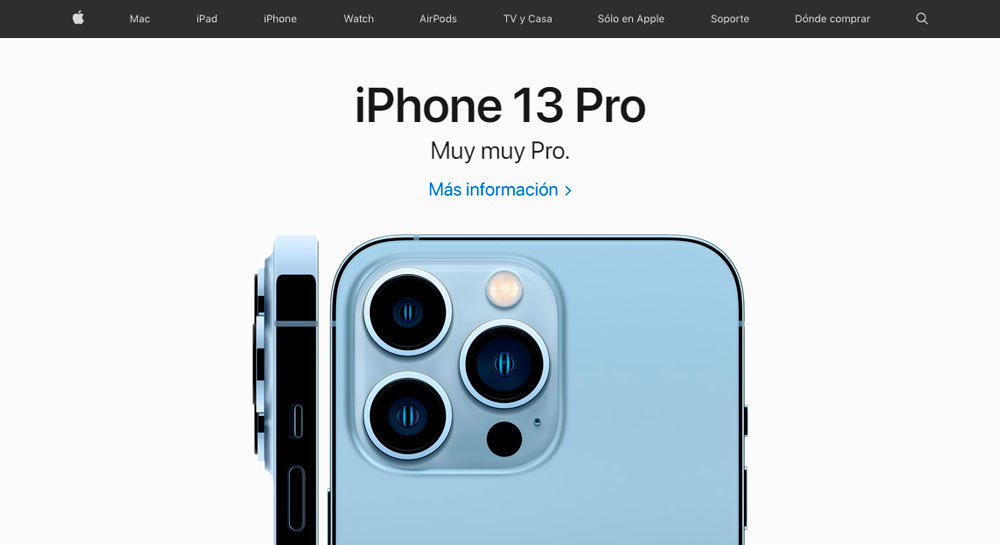 Mac iPad iPhone Watch AirPods TV y Casa Sólo en Apple Soporte Dónde comprar
iPhone 13 Pro
Muy muy Pro.
Más información >